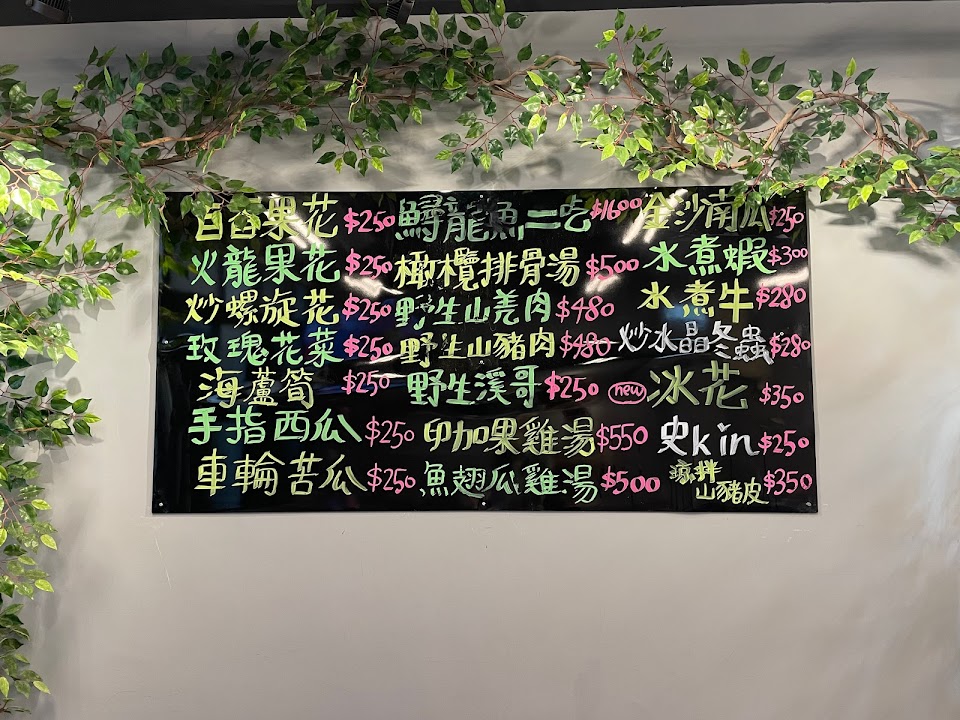 百香果花 $250
火龍果花 $250
炒螺旋花 $250
玫瑰花菜 $250
海蘆筍 $250
手指西瓜 $250
車輪苦瓜 $250
鱘龍魚二吃 $1600
橄欖排骨湯 $500
野生山羌肉 $480
野生山豬肉 $480
野生溪哥 $250
印加果雞湯 $550
魚翅瓜雞湯 $500
金沙南瓜 $250
水煮蝦 $300
水煮牛 $280
炒水晶冬蟲 $280
new 冰花 $350
史kin $250
涼拌
山豬皮 $350